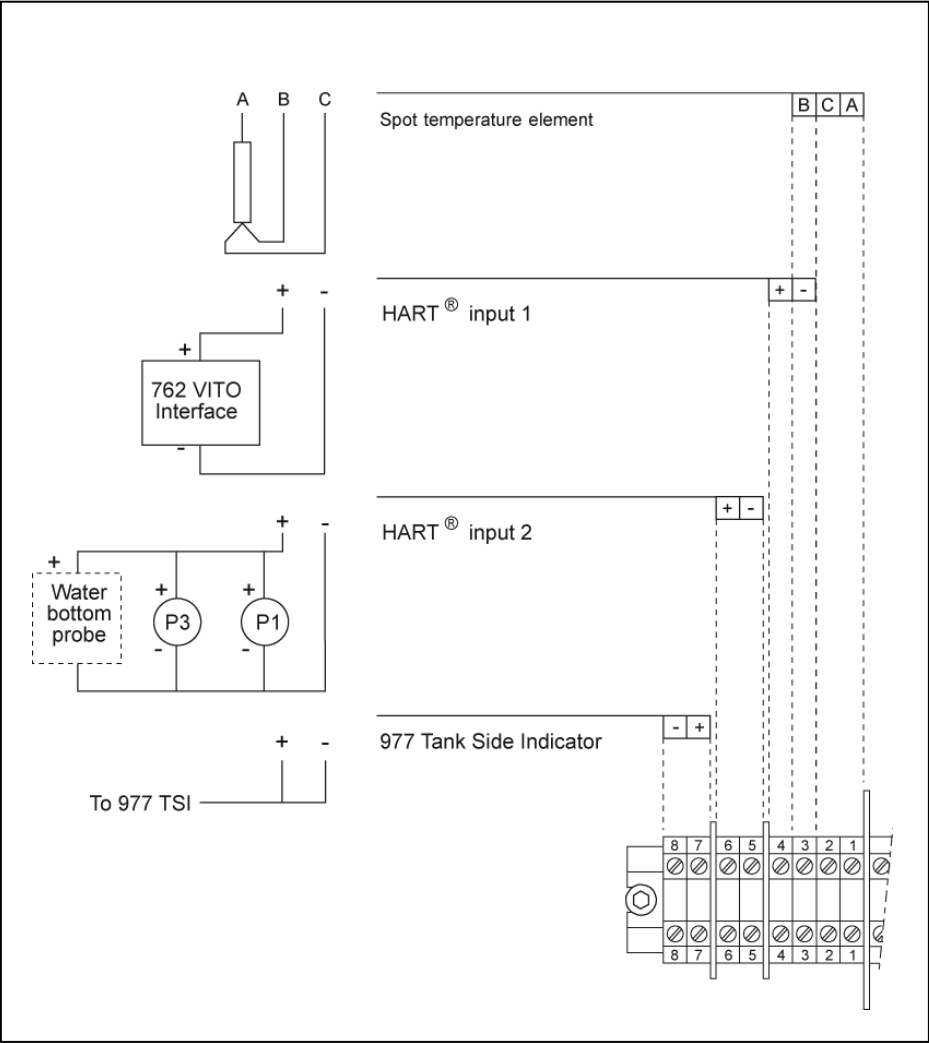 A B C
Spot temperature element
B C A
+ -
HART ® input 1
+ -
+
762 VITO
Interface
-
+ -
HART ® input 2
+ -
+
Water
bottom
probe
+
P3
-
+
P1
-
- +
977 Tank Side Indicator
+ -
To 977 TSI
8 7 6 5 4 3 2 1
8 7 6 5 4 3 2 1